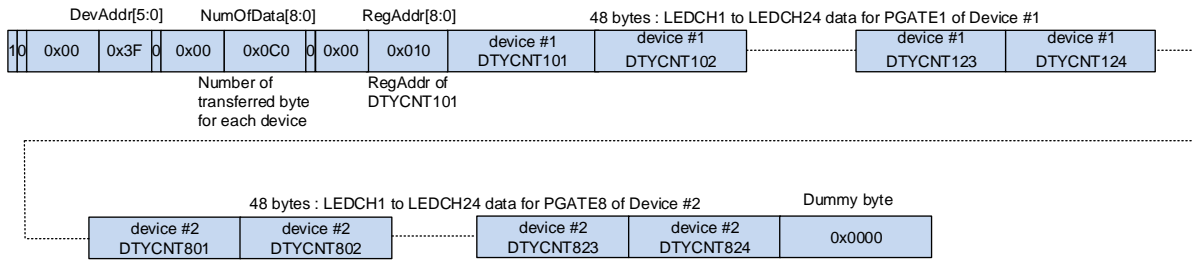 DevAddr[5:0] NumOfData[8:0] RegAddr[8:0] 48 bytes : LEDCH1 to LEDCH24 data for PGATE1 of Device #1
1 0 0x00 0x3F 0 0x00 0x0C0 0 0x00 0x010
device #1
DTYCNT101
device #1
DTYCNT102
device #1
DTYCNT123
device #1
DTYCNT124
Number of
transferred byte
for each device
RegAddr of
DTYCNT101
48 bytes : LEDCH1 to LEDCH24 data for PGATE8 of Device #2
Dummy byte
device #2
DTYCNT801
device #2
DTYCNT802
device #2
DTYCNT823
device #2
DTYCNT824
0x0000